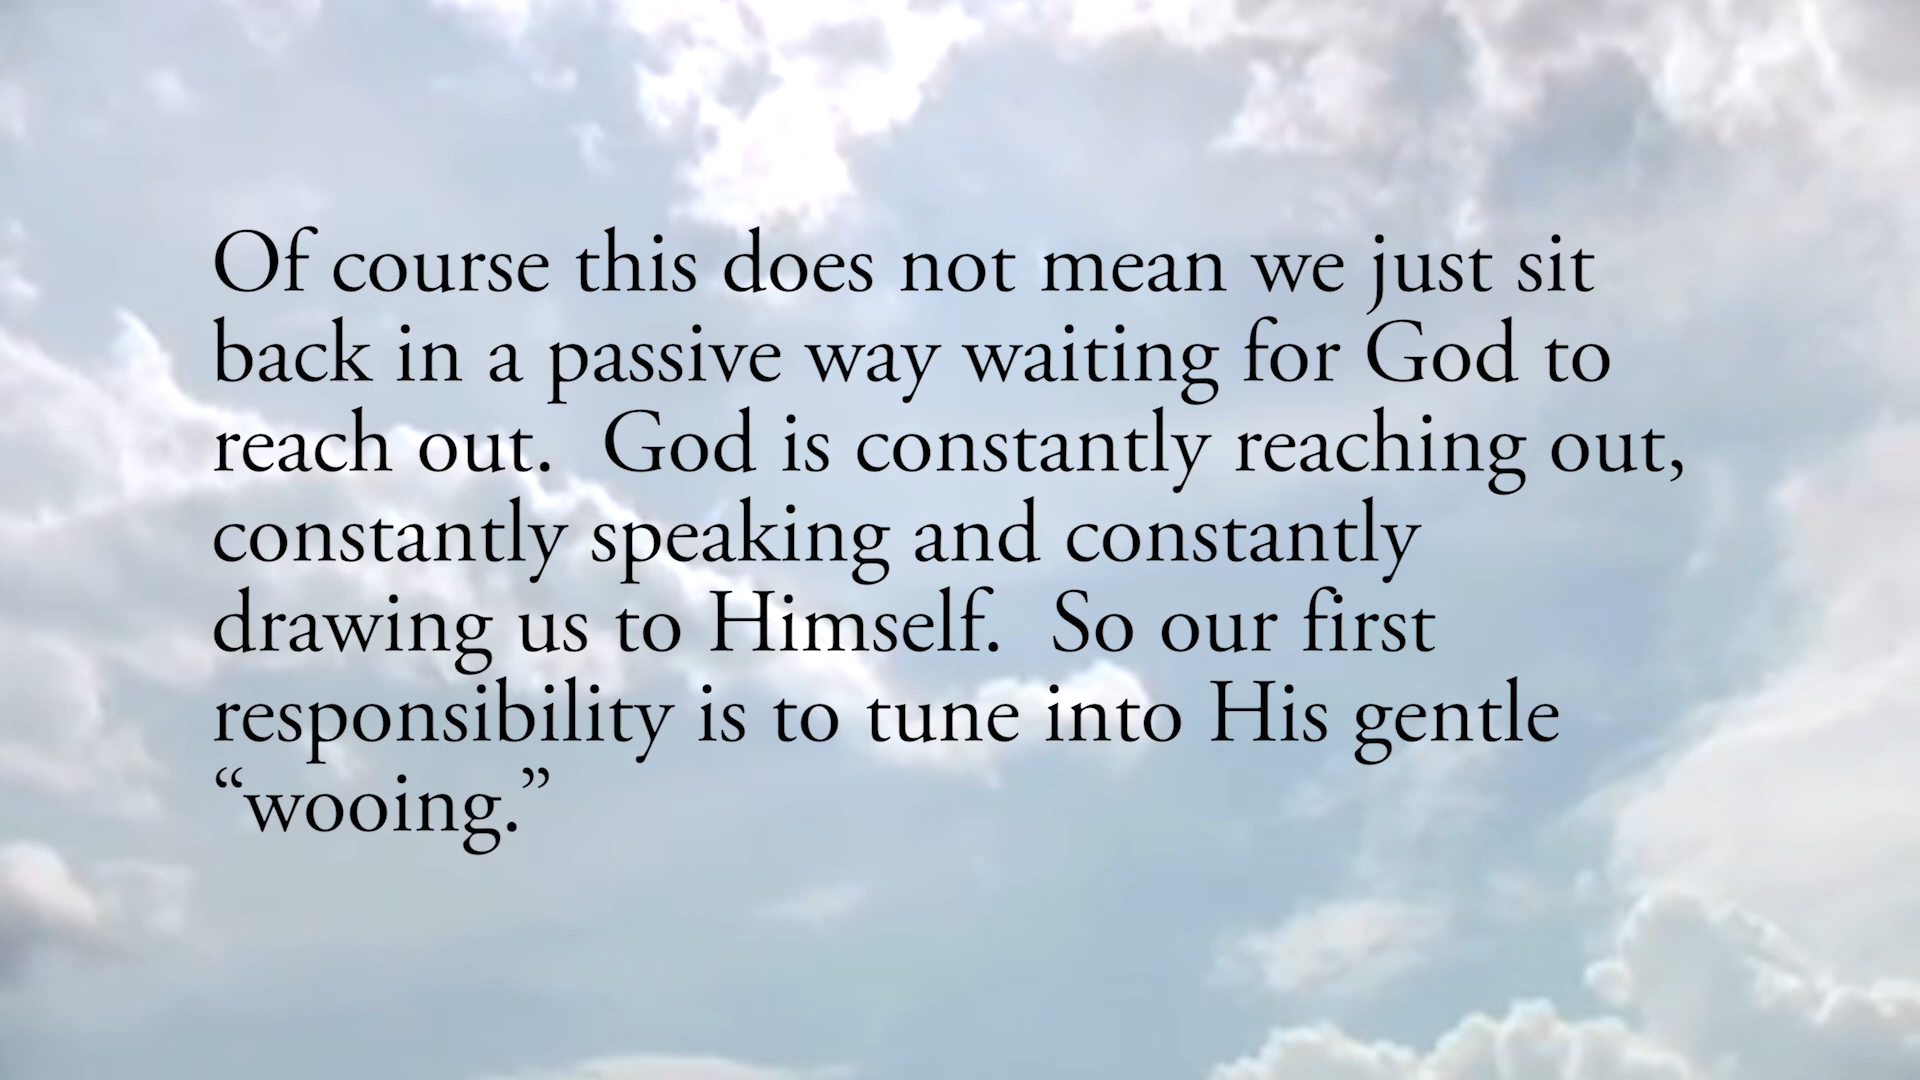 Of course this does not mean we just sit
back in a passive way waiting for God to
reach out.  God is constantly reaching out,
constantly speaking and constantly
drawing us to Himself.  So our first
responsibility is to tune into His gentle
“wooing.”